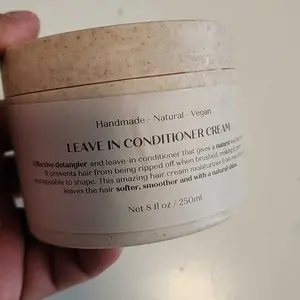 Handmade - Natural - Vegan
LEAVE IN CONDITIONER CREAM
Effective detangler and leave-in conditioner that gives a natural
It prevents hair from being ripped off when brushed,
to shape. This amazing hair cream moisturizes
leaves the hair softer, smoother and with a natural shine.
Net 8 fl oz / 250ml